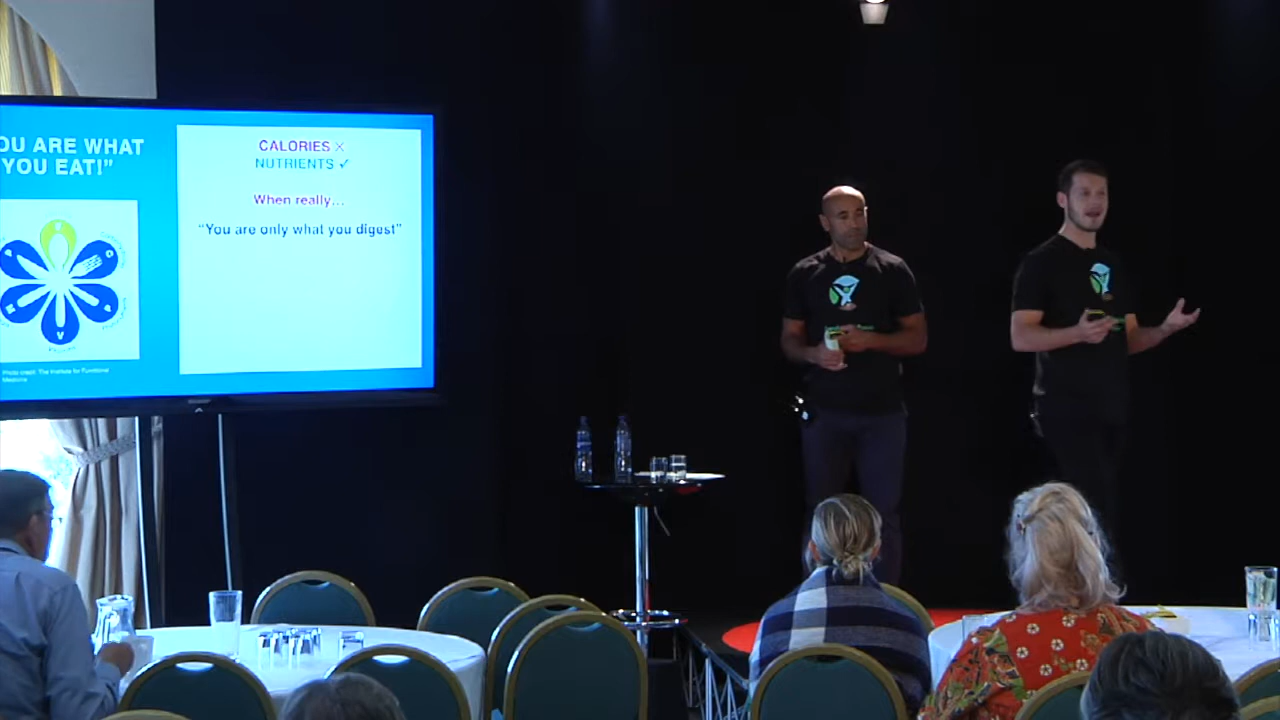 OU ARE WHAT
YOU EAT!”
CALORIES ✕
NUTRIENTS ✓
When really...
“You are only what you digest”
Photo credit: The Institute for Functional
Medicine